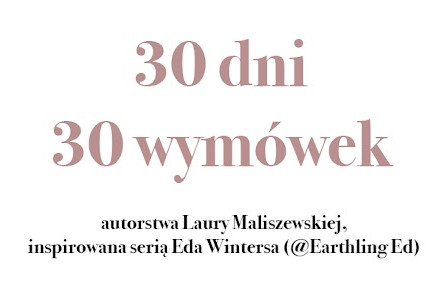 30 dni
30 wymówek
autorstwa Laury Maliszewskiej,
inspirowana serią Eda Wintersa (@Earthling Ed)